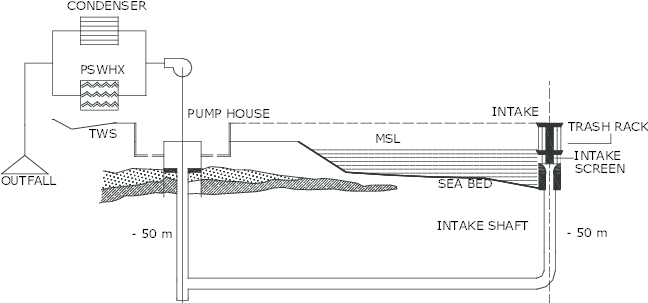 CONDENSER
PSWHX
PUMP HOUSE
INTAKE
TWS
MSL
TRASH RACK
INTAKE
SCREEN
OUTFALL
SEA BED
INTAKE SHAFT
- 50 m
- 50 m